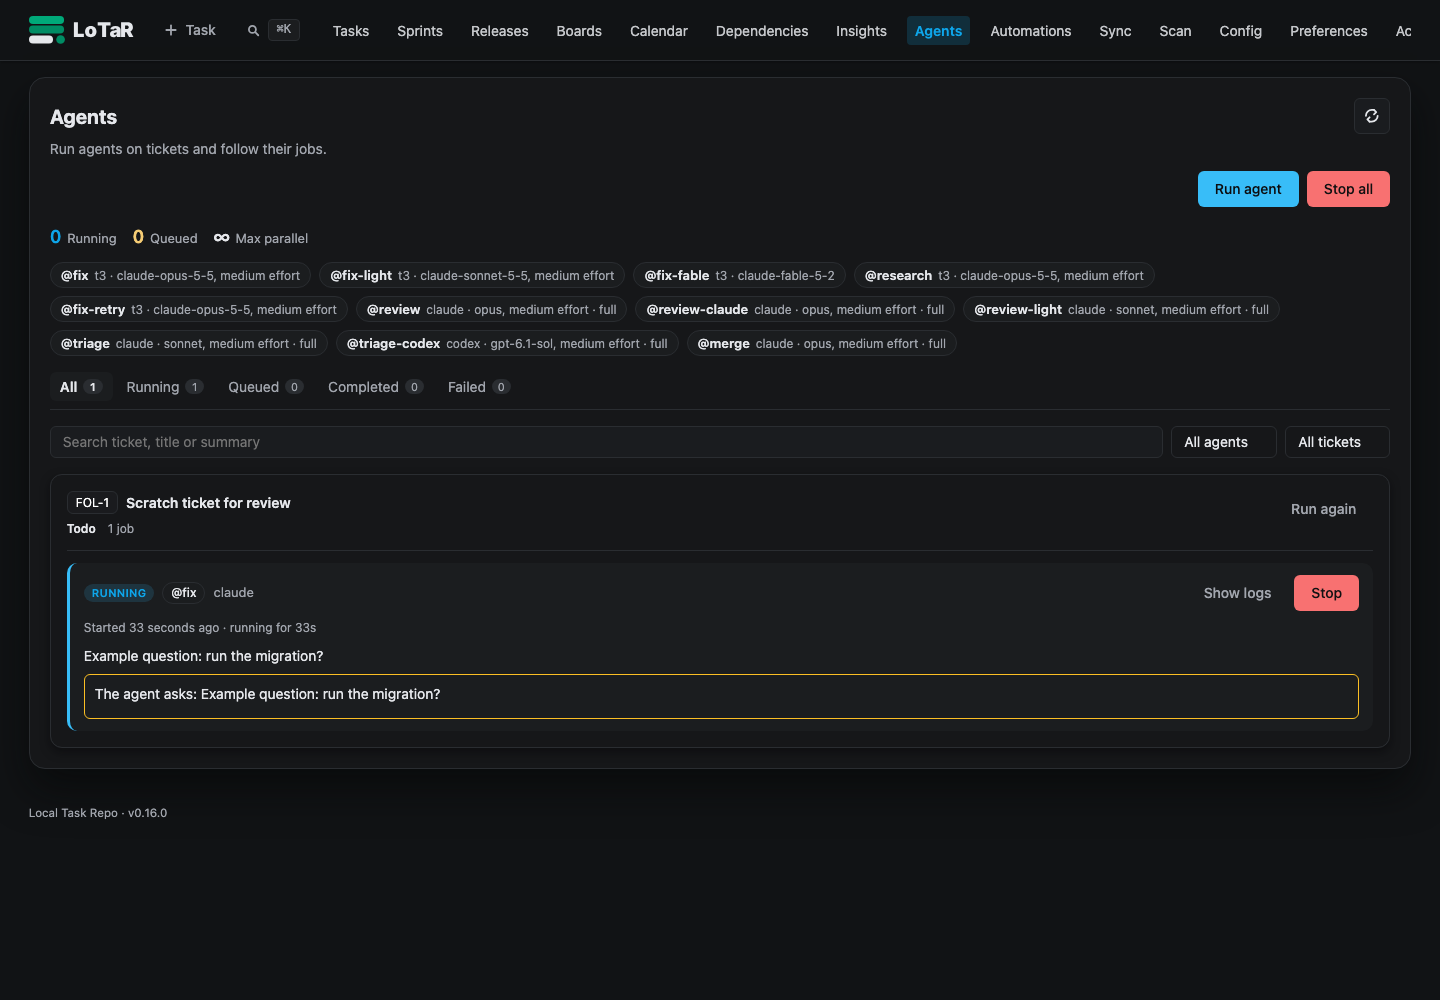 LoTaR + Task ⌘K Tasks Sprints Releases Boards Calendar Dependencies Insights Agents Automations Sync Scan Config Preferences Ac
Agents
Run agents on tickets and follow their jobs.
Run agent Stop all
0 Running 0 Queued ∞ Max parallel
@fix t3 · claude-opus-5-5, medium effort @fix-light t3 · claude-sonnet-5-5, medium effort @fix-fable t3 · claude-fable-5-2 @research t3 · claude-opus-5-5, medium effort
@fix-retry t3 · claude-opus-5-5, medium effort @review claude · opus, medium effort · full @review-claude claude · opus, medium effort · full @review-light claude · sonnet, medium effort · full
@triage claude · sonnet, medium effort · full @triage-codex codex · gpt-6.1-sol, medium effort · full @merge claude · opus, medium effort · full
All 1 Running 1 Queued 0 Completed 0 Failed 0
Search ticket, title or summary All agents All tickets
FOL-1 Scratch ticket for review Run again
Todo 1 job
RUNNING @fix claude Show logs Stop
Started 33 seconds ago · running for 33s
Example question: run the migration?
The agent asks: Example question: run the migration?
Local Task Repo · v0.16.0